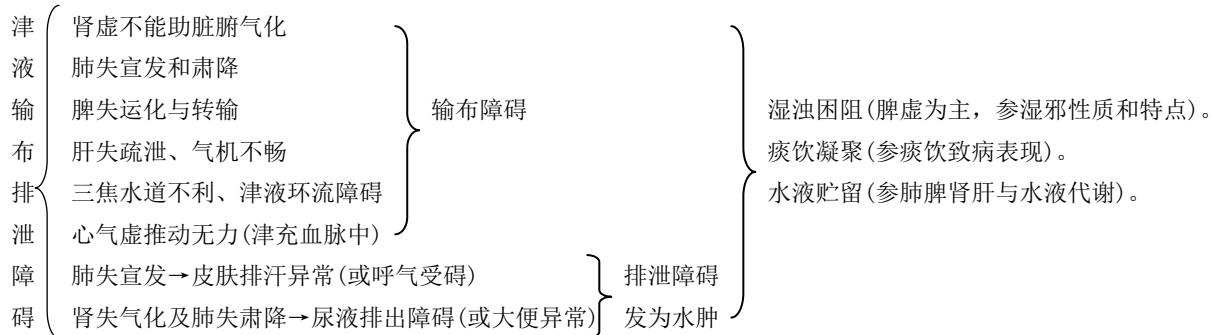 津液输布排泄障碍
肾虚不能助脏腑气化
肺失宣发和肃降
脾失运化与转输
肝失疏泄、气机不畅
三焦水道不利、津液环流障碍
心气虚推动无力(津充血脉中)
输布障碍
肺失宣发→皮肤排汗异常(或呼气受碍)
肾失气化及肺失肃降→尿液排出障碍(或大便异常)
排泄障碍
发为水肿
湿浊困阻(脾虚为主，参湿邪性质和特点)。
痰饮凝聚(参痰饮致病表现)。
水液贮留(参肺脾肾肝与水液代谢)。